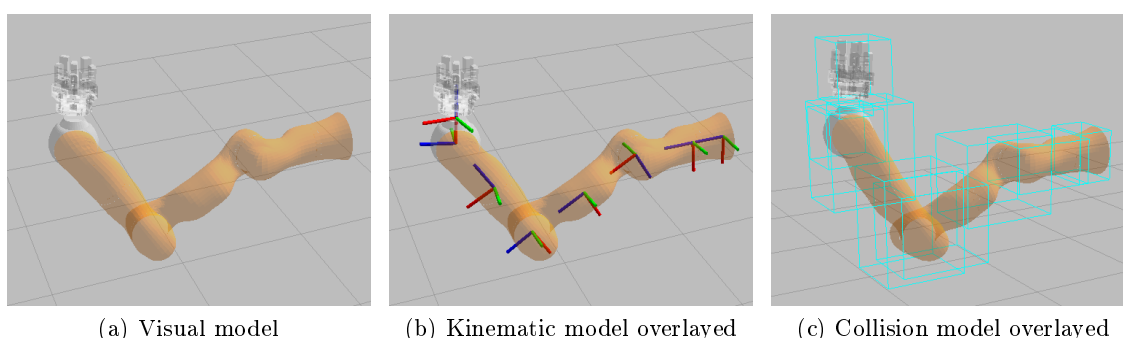 (a) Visual model
(b) Kinematic model overlayed
(c) Collision model overlayed